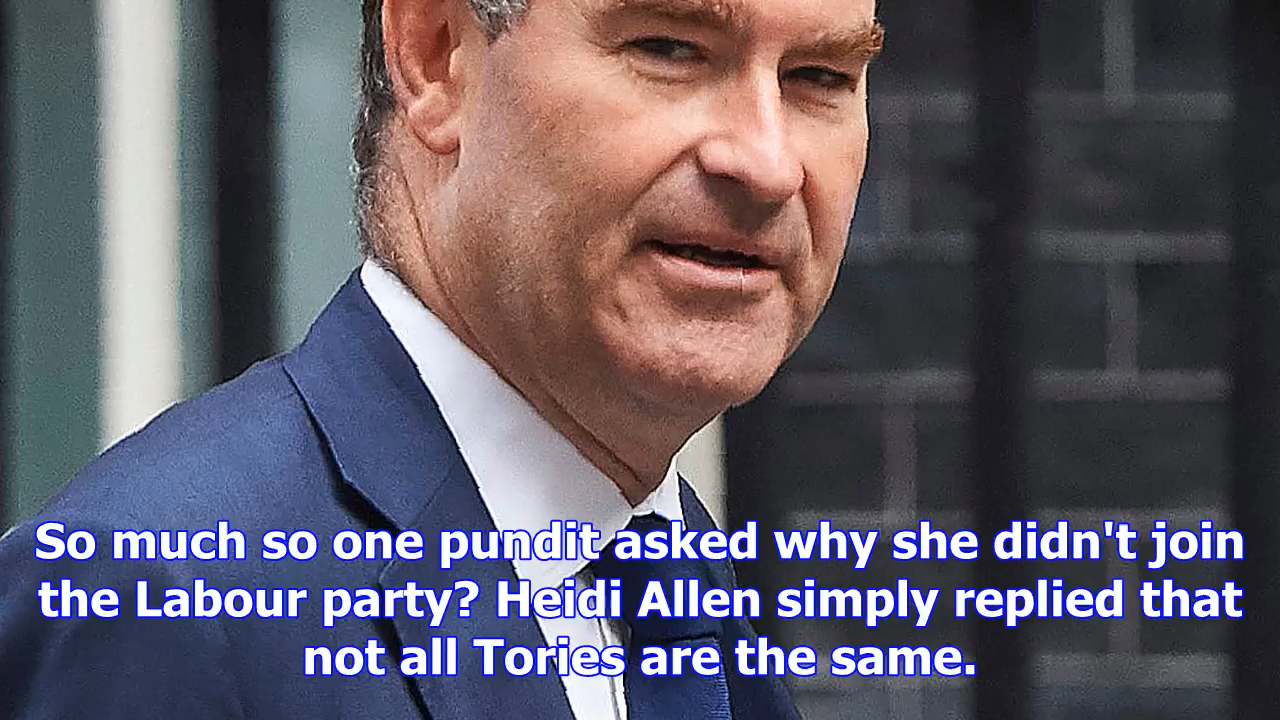 So much so one pundit asked why she didn't join
the Labour party? Heidi Allen simply replied that
not all Tories are the same.